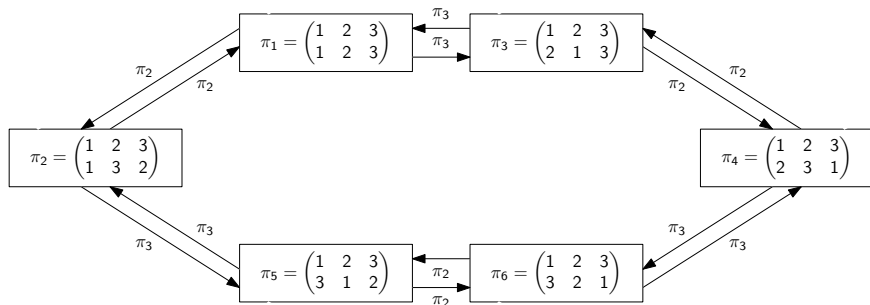 π₃
π₁ = (1 2 3
1 2 3)
π₃
π₃ = (1 2 3
2 1 3)
π₂
π₂
π₂
π₂
π₂ = (1 2 3
1 3 2)
π₄ = (1 2 3
2 3 1)
π₃
π₃
π₃
π₃
π₅ = (1 2 3
3 1 2)
π₂
π₆ = (1 2 3
3 2 1)
π₂